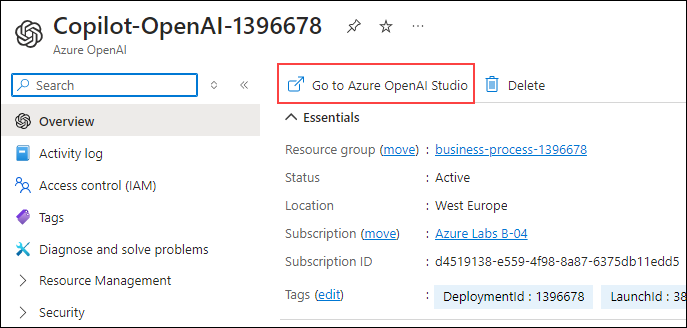 Copilot-OpenAI-1396678
Azure OpenAI
Search
Go to Azure OpenAI Studio
Delete
Overview
Activity log
Access control (IAM)
Tags
Diagnose and solve problems
Resource Management
Security
Essentials
Resource group (move) : business-process-1396678
Status : Active
Location : West Europe
Subscription (move) : Azure Labs B-04
Subscription ID : d4519138-e559-4f98-8a87-6375db11edd5
Tags (edit) : DeploymentId : 1396678 LaunchId : 38